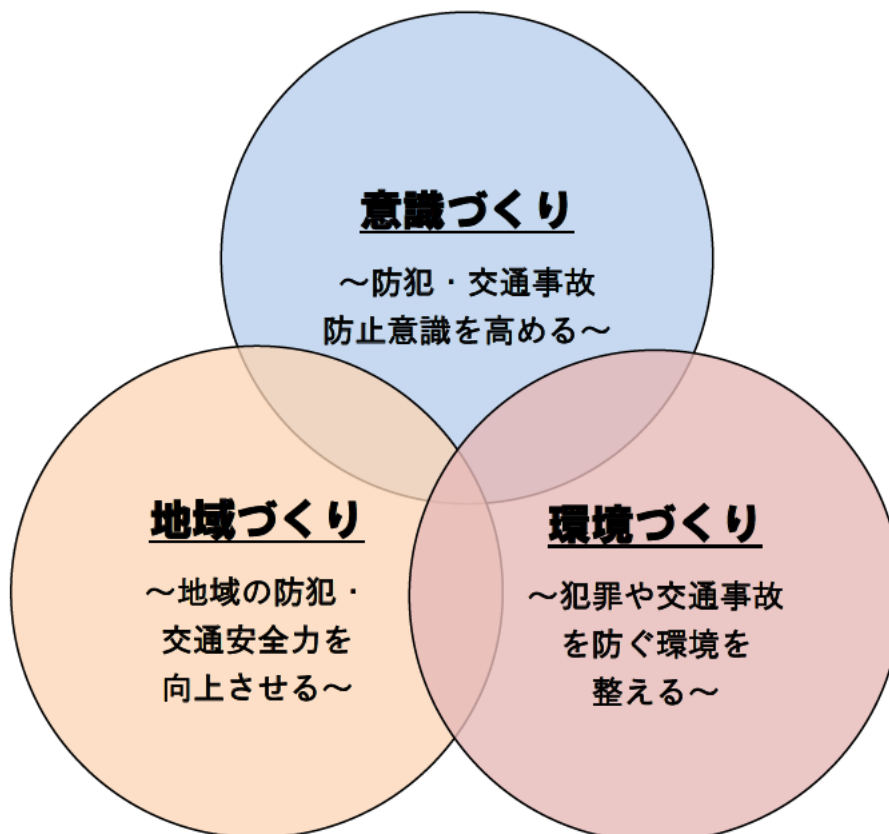 意識づくり
～防犯・交通事故
防止意識を高める～
地域づくり
～地域の防犯・
交通安全力を
向上させる～
環境づくり
～犯罪や交通事故
を防ぐ環境を
整える～